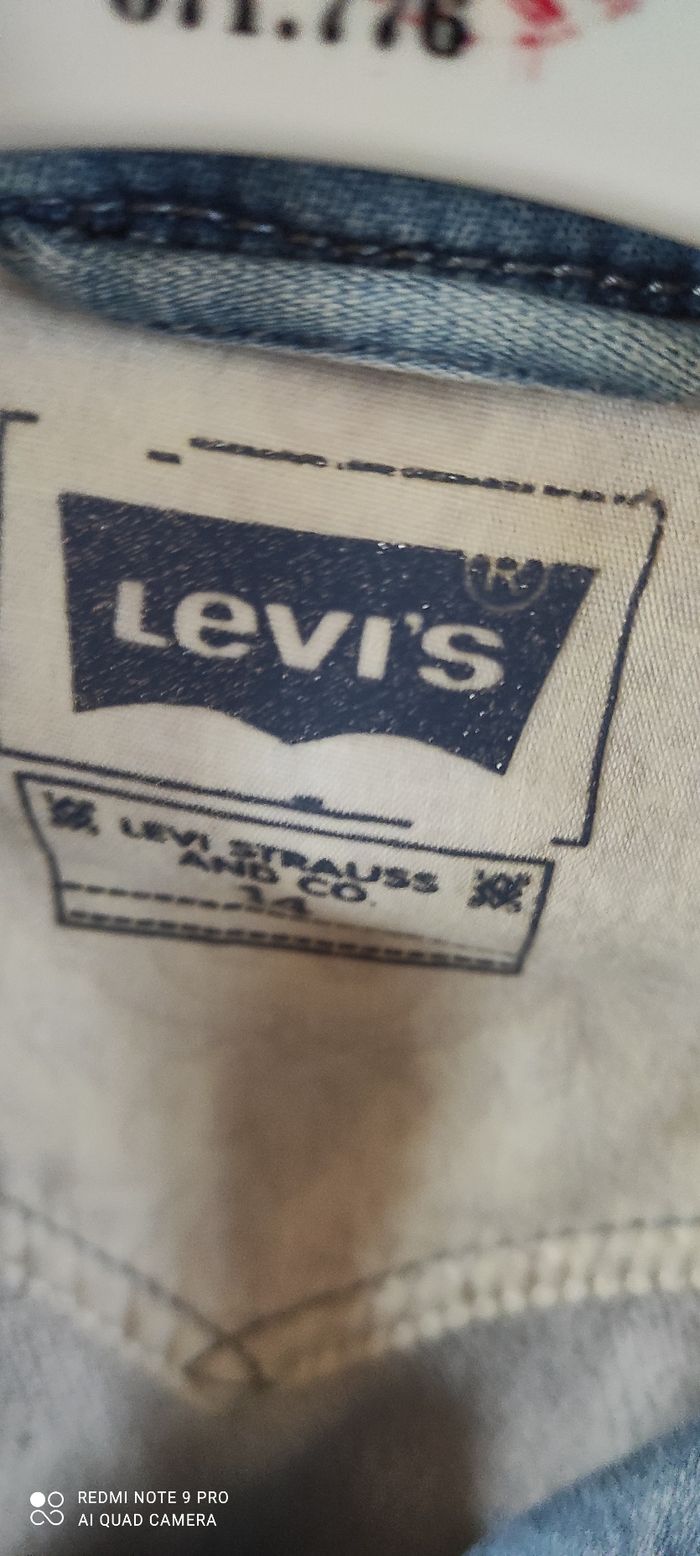 LEVI'S
®
LEVI STRAUSS
AND CO.
14
REDMI NOTE 9 PRO
AI QUAD CAMERA